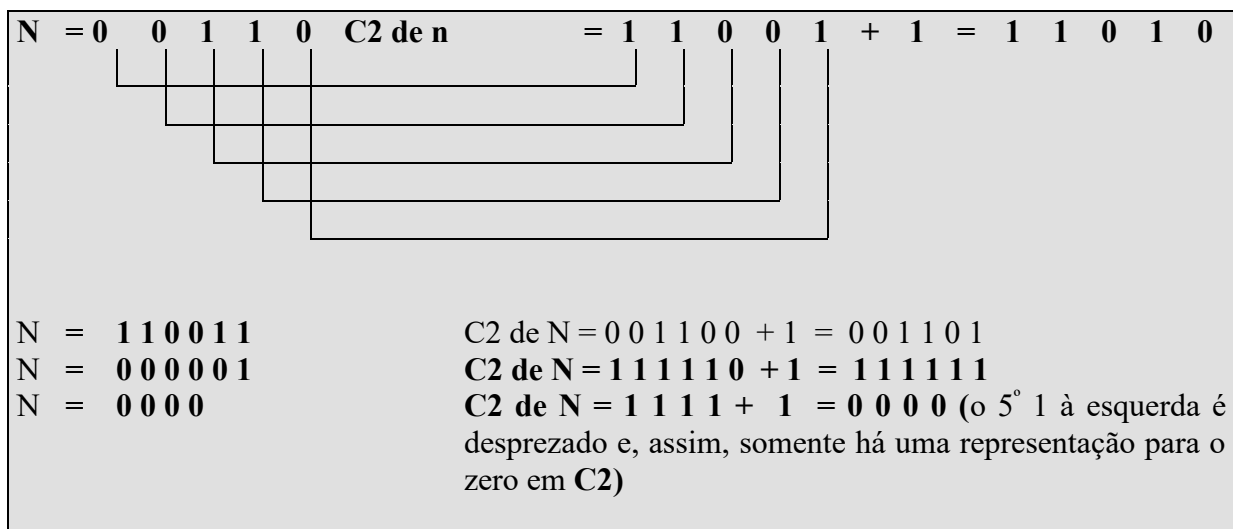 N = 0 0 1 1 0 C2 de n = 1 1 0 0 1 + 1 = 1 1 0 1 0
N = 1 1 0 0 1 1 C2 de N = 0 0 1 1 0 0 + 1 = 0 0 1 1 0 1
N = 0 0 0 0 0 1 C2 de N = 1 1 1 1 1 0 + 1 = 1 1 1 1 1 1
N = 0 0 0 0 C2 de N = 1 1 1 1 + 1 = 0 0 0 0 (o 5º 1 à esquerda é
desprezado e, assim, somente há uma representação para o
zero em C2)